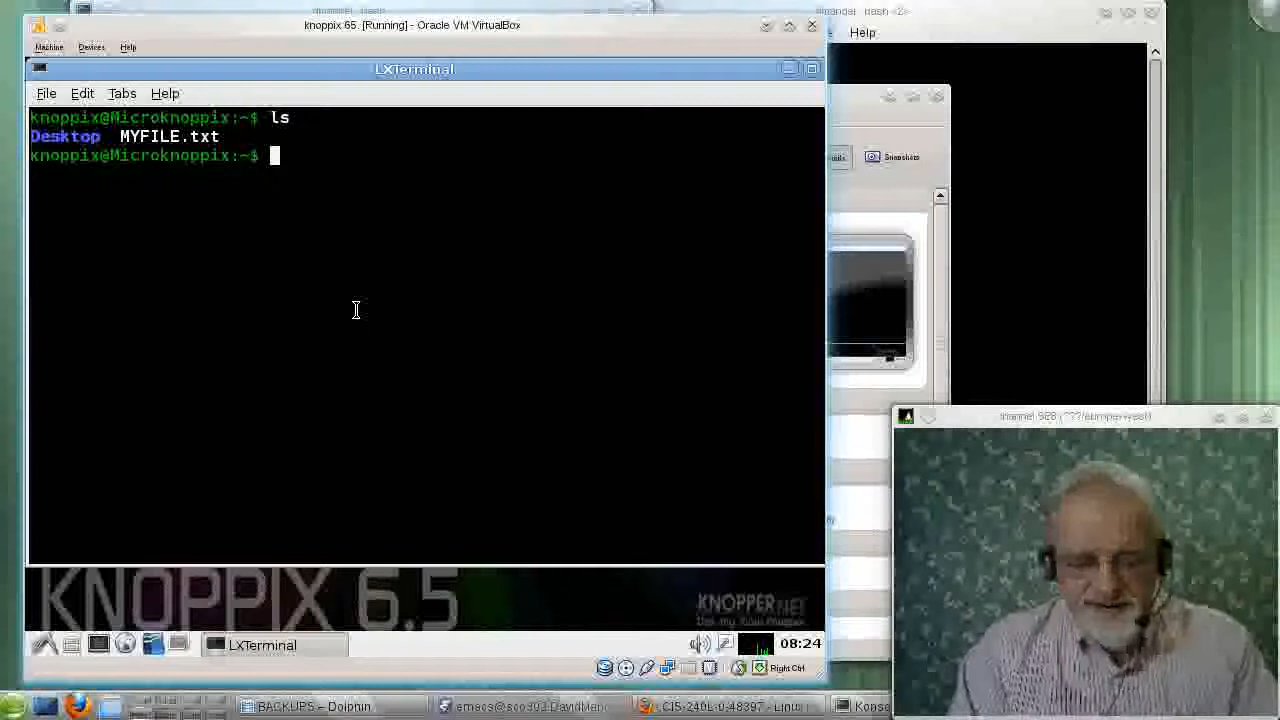 knoppix 65. [Running] - Oracle VM VirtualBox
Machine Devices Help
Help
LXTerminal
File Edit Tabs Help
knoppix@Microknoppix:~$ ls
Desktop MYFILE.txt
knoppix@Microknoppix:~$
Snapshots
KNOPPIX 6.5
KNOPPER.NET
LXTerminal
08:24
Right Ctrl
BACKUPS – Dolphin